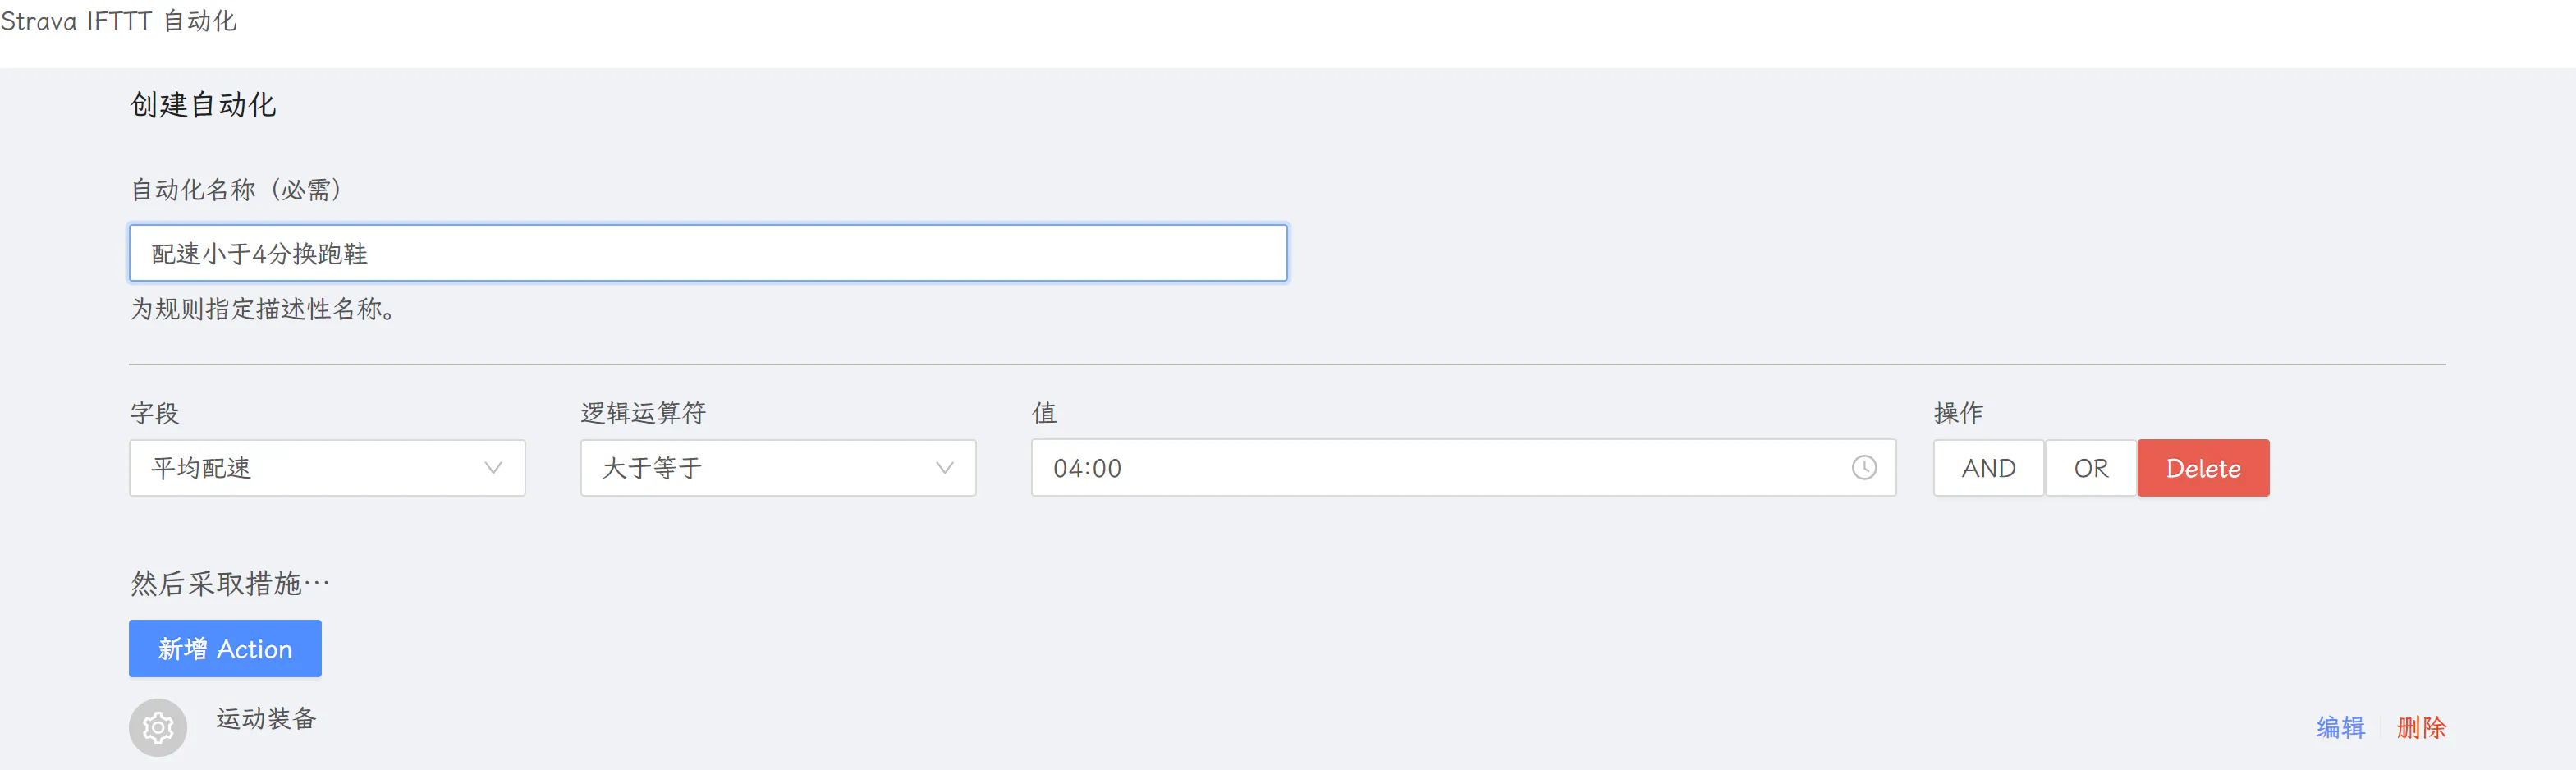 Strava IFTTT 自动化
创建自动化
自动化名称（必需）
配速小于4分换跑鞋
为规则指定描述性名称。
字段 逻辑运算符 值 操作
平均配速 大于等于 04:00 AND OR Delete
然后采取措施…
新增 Action
运动装备
编辑 删除